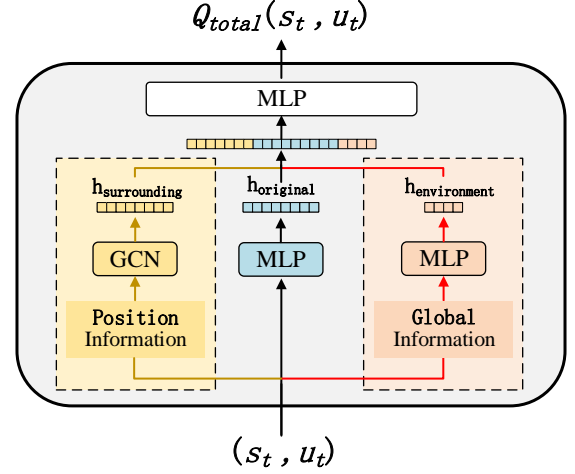 Q_total(s_t, u_t)
MLP
h_surrounding
h_original
h_environment
GCN
MLP
MLP
Position
Information
Global
Information
(s_t, u_t)